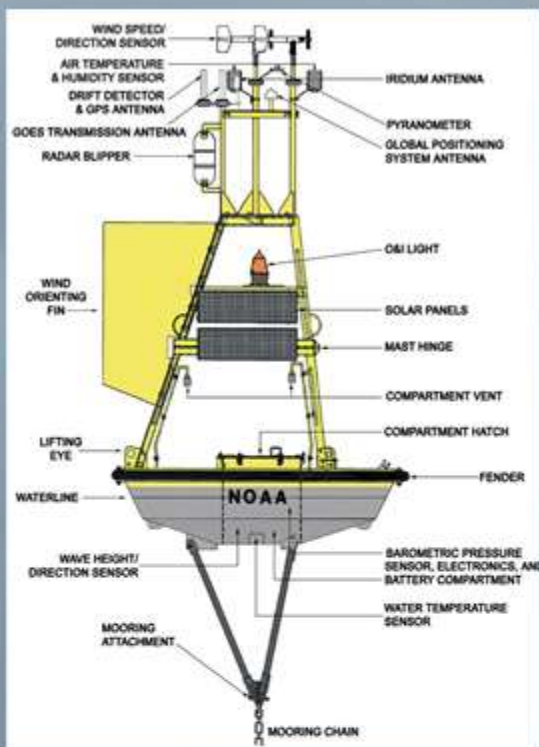 WIND SPEED/
DIRECTION SENSOR
AIR TEMPERATURE
& HUMIDITY SENSOR
DRIFT DETECTOR
& GPS ANTENNA
GOES TRANSMISSION ANTENNA
RADAR BLIPPER
IRIDIUM ANTENNA
PYRANOMETER
GLOBAL POSITIONING
SYSTEM ANTENNA
O&I LIGHT
WIND
ORIENTING
FIN
SOLAR PANELS
MAST HINGE
COMPARTMENT VENT
LIFTING
EYE
COMPARTMENT HATCH
WATERLINE
FENDER
NOAA
WAVE HEIGHT/
DIRECTION SENSOR
BAROMETRIC PRESSURE
SENSOR, ELECTRONICS, AND
BATTERY COMPARTMENT
WATER TEMPERATURE
SENSOR
MOORING
ATTACHMENT
MOORING CHAIN